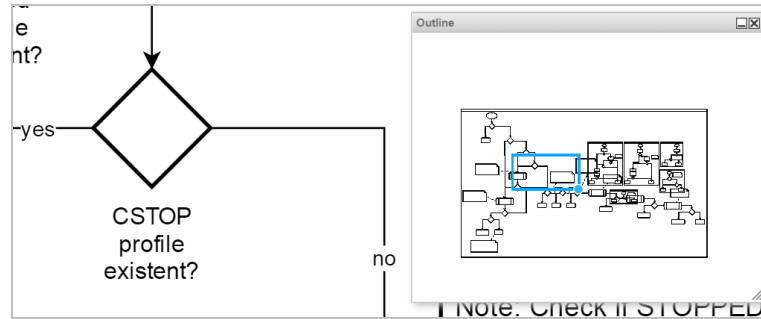 e
nt?
yes
CSTOP
profile
existent?
no
Outline
Note: Check if STOPPED